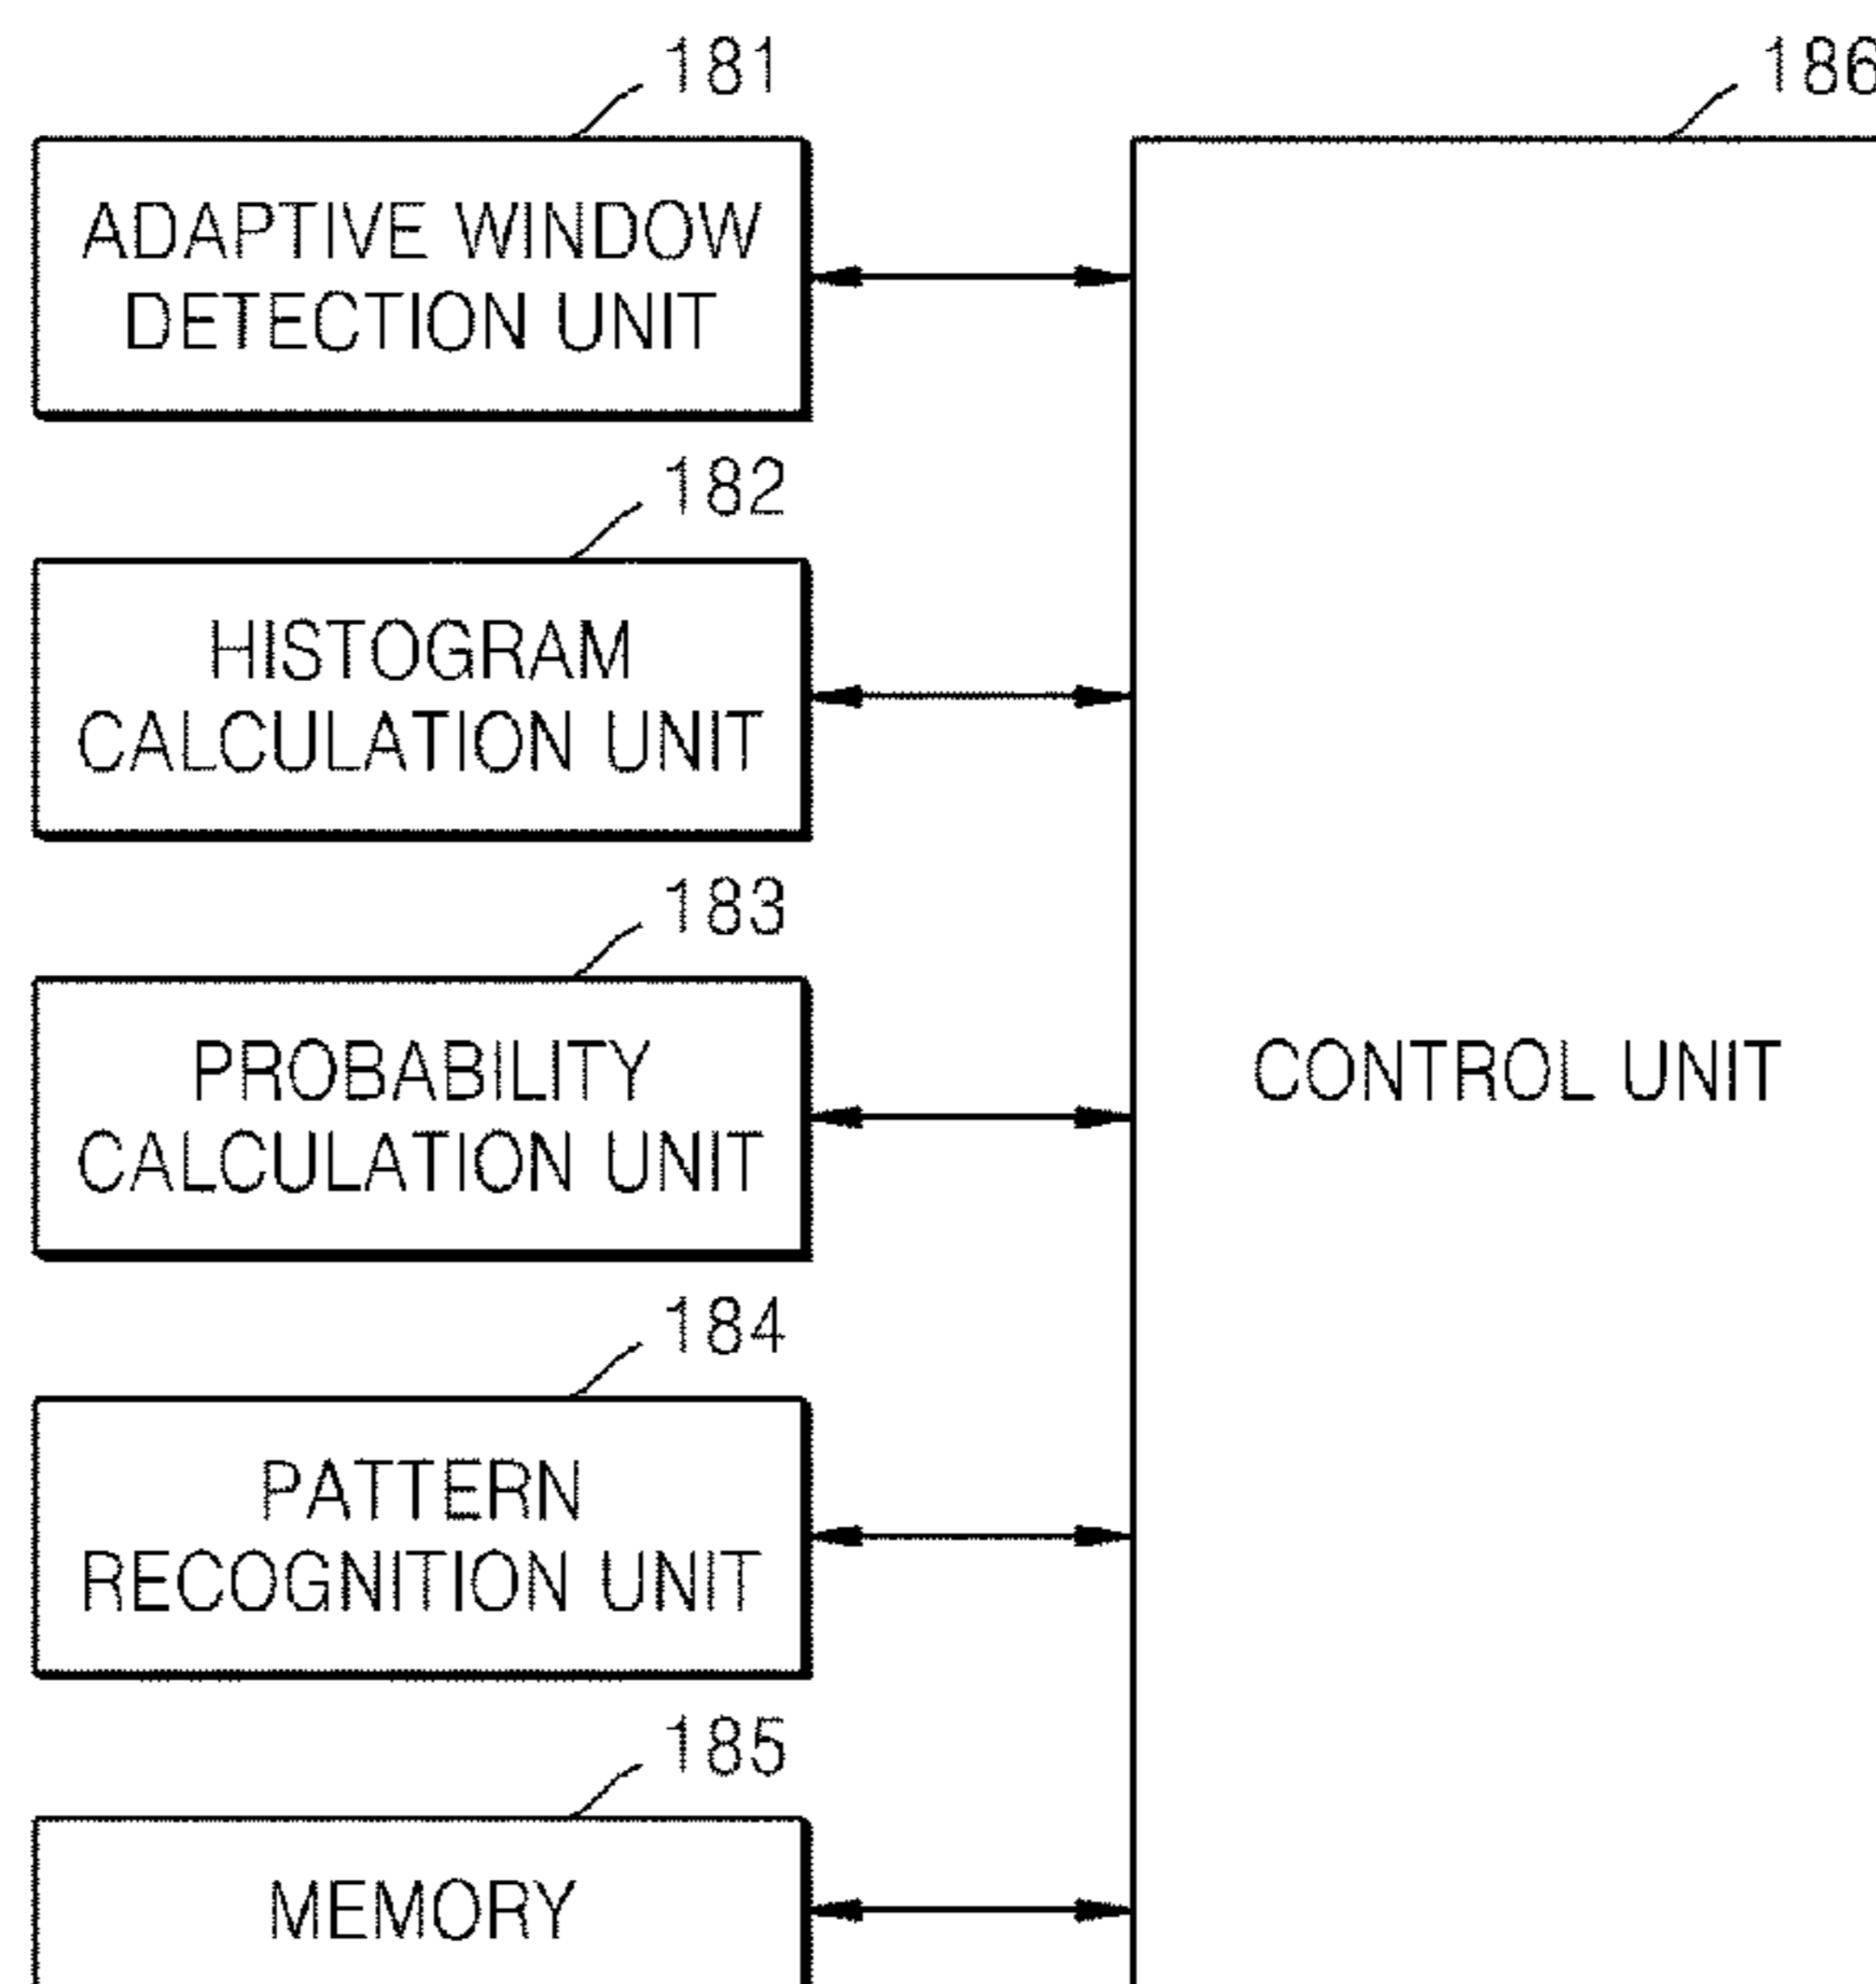 181
186
ADAPTIVE WINDOW
DETECTION UNIT
182
HISTOGRAM
CALCULATION UNIT
183
PROBABILITY
CALCULATION UNIT
CONTROL UNIT
184
PATTERN
RECOGNITION UNIT
185
MEMORY